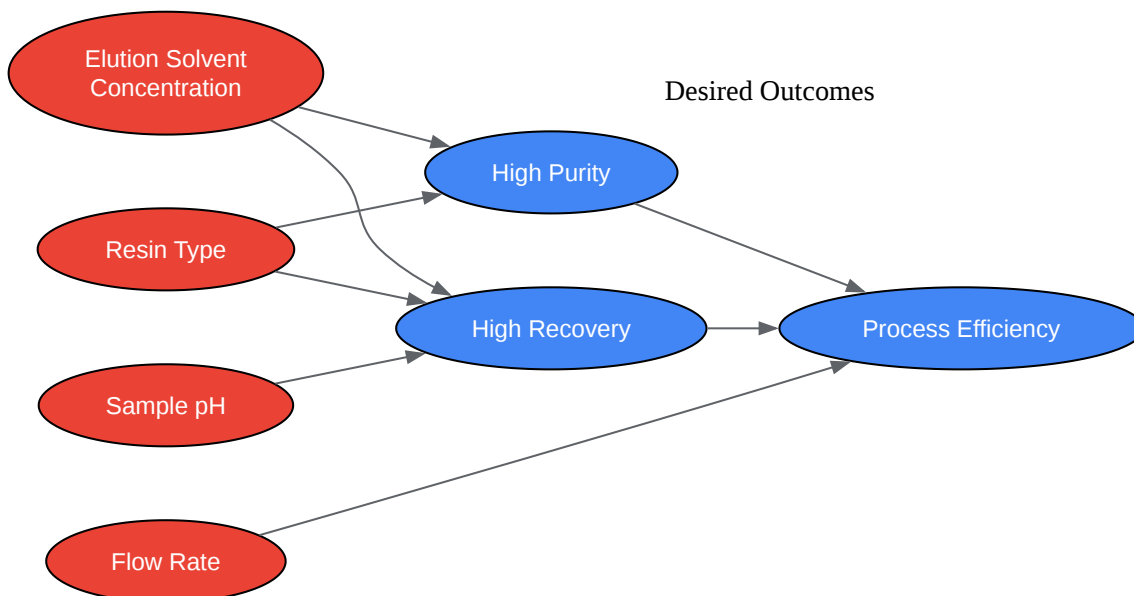 Elution Solvent
Concentration
Desired Outcomes
High Purity
Resin Type
High Recovery
Process Efficiency
Sample pH
Flow Rate